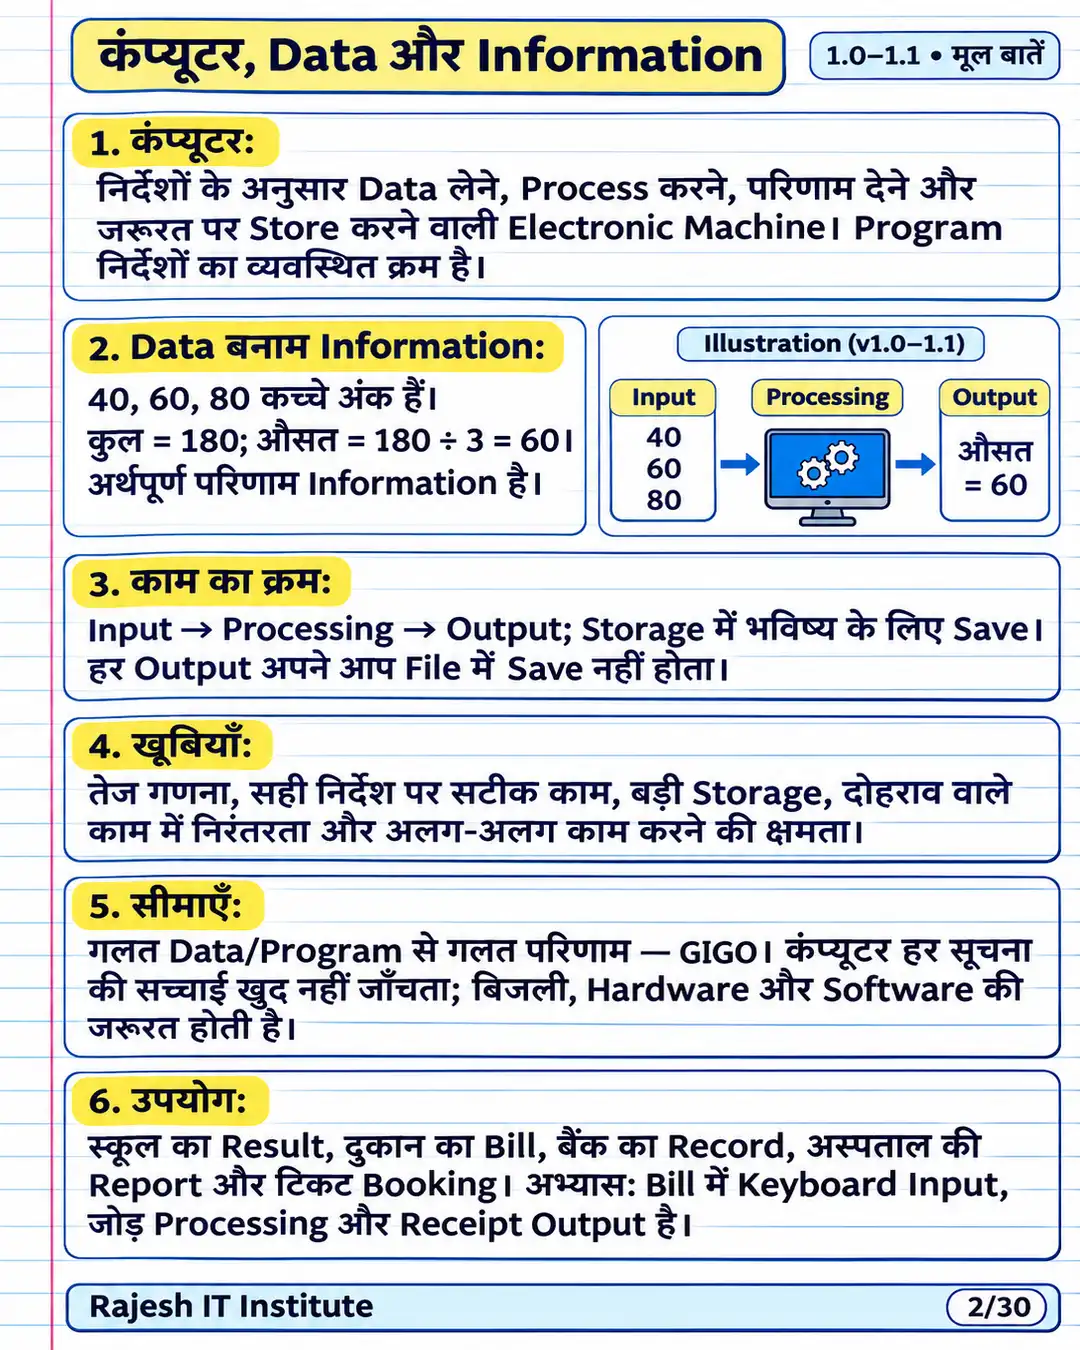 कंप्यूटर, Data और Information
1.0–1.1 • मूल बातें
1. कंप्यूटर:
निर्देशों के अनुसार Data लेने, Process करने, परिणाम देने और
जरूरत पर Store करने वाली Electronic Machine। Program
निर्देशों का व्यवस्थित क्रम है।
2. Data बनाम Information:
40, 60, 80 कच्चे अंक हैं।
कुल = 180; औसत = 180 ÷ 3 = 60।
अर्थपूर्ण परिणाम Information है।
Illustration (v1.0–1.1)
Input
40
60
80
Processing
Output
औसत
= 60
3. काम का क्रम:
Input → Processing → Output; Storage में भविष्य के लिए Save।
हर Output अपने आप File में Save नहीं होता।
4. खूबियाँ:
तेज गणना, सही निर्देश पर सटीक काम, बड़ी Storage, दोहराव वाले
काम में निरंतरता और अलग-अलग काम करने की क्षमता।
5. सीमाएँ:
गलत Data/Program से गलत परिणाम — GIGO। कंप्यूटर हर सूचना
की सच्चाई खुद नहीं जाँचता; बिजली, Hardware और Software की
जरूरत होती है।
6. उपयोग:
स्कूल का Result, दुकान का Bill, बैंक का Record, अस्पताल की
Report और टिकट Booking। अभ्यास: Bill में Keyboard Input,
जोड़ Processing और Receipt Output है।
Rajesh IT Institute
2/30